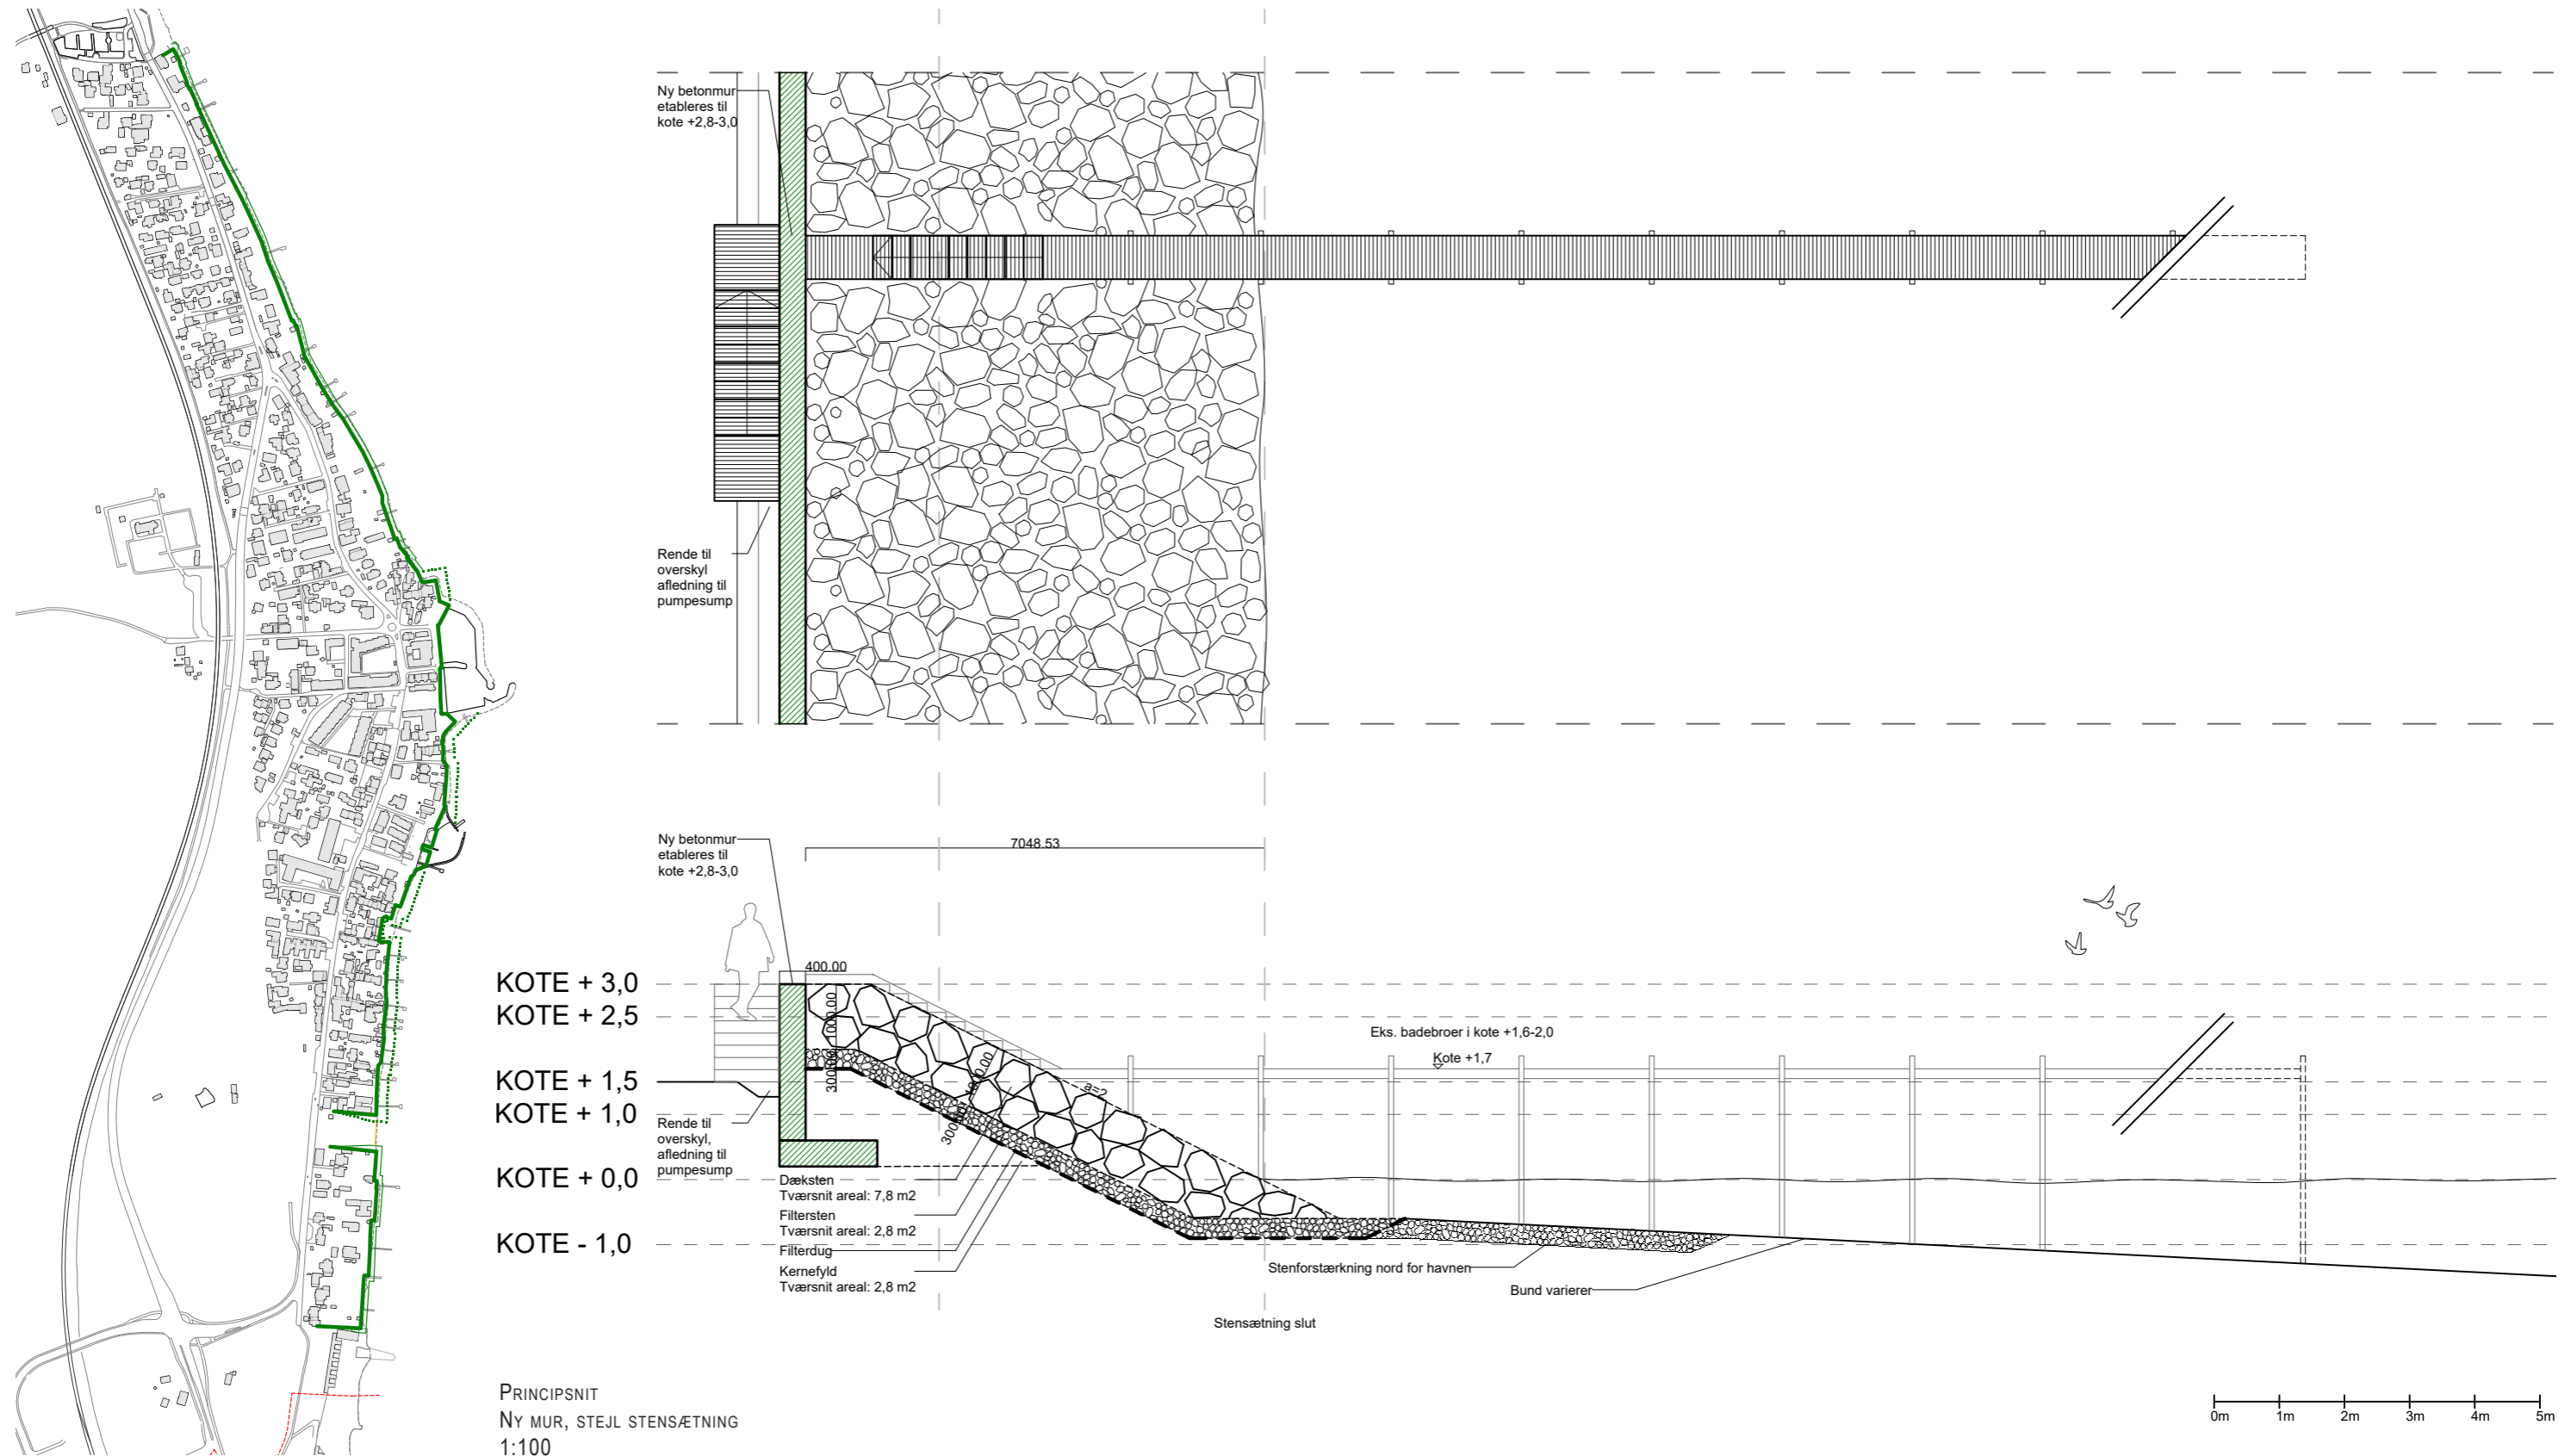 Ny betonmur
etableres til
kote +2,8-3,0
Rende til
overskyl
afledning til
pumpesump
7048.53
Ny betonmur
etableres til
kote +2,8-3,0
400.00
KOTE + 3,0
KOTE + 2,5
KOTE + 1,5
KOTE + 1,0
KOTE + 0,0
KOTE - 1,0
1000.00
300.00
a=2
Eks. badebroer i kote +1,6-2,0
Kote +1,7
Rende til
overskyl,
afledning til
pumpesump
Dæksten
Tværsnit areal: 7,8 m2
Filtersten
Tværsnit areal: 2,8 m2
Filterdug
Kernefyld
Tværsnit areal: 2,8 m2
Stenforstærkning nord for havnen
Bund varierer
Stensætning slut
PRINCIPSNIT
NY MUR, STEJL STENSÆTNING
1:100
0m 1m 2m 3m 4m 5m